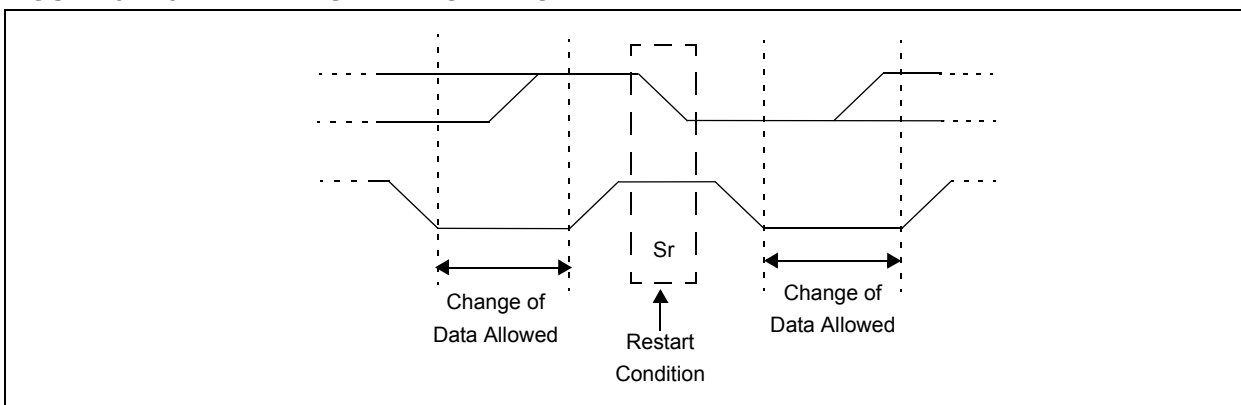 Sr
Change of
Data Allowed
Restart
Condition
Change of
Data Allowed